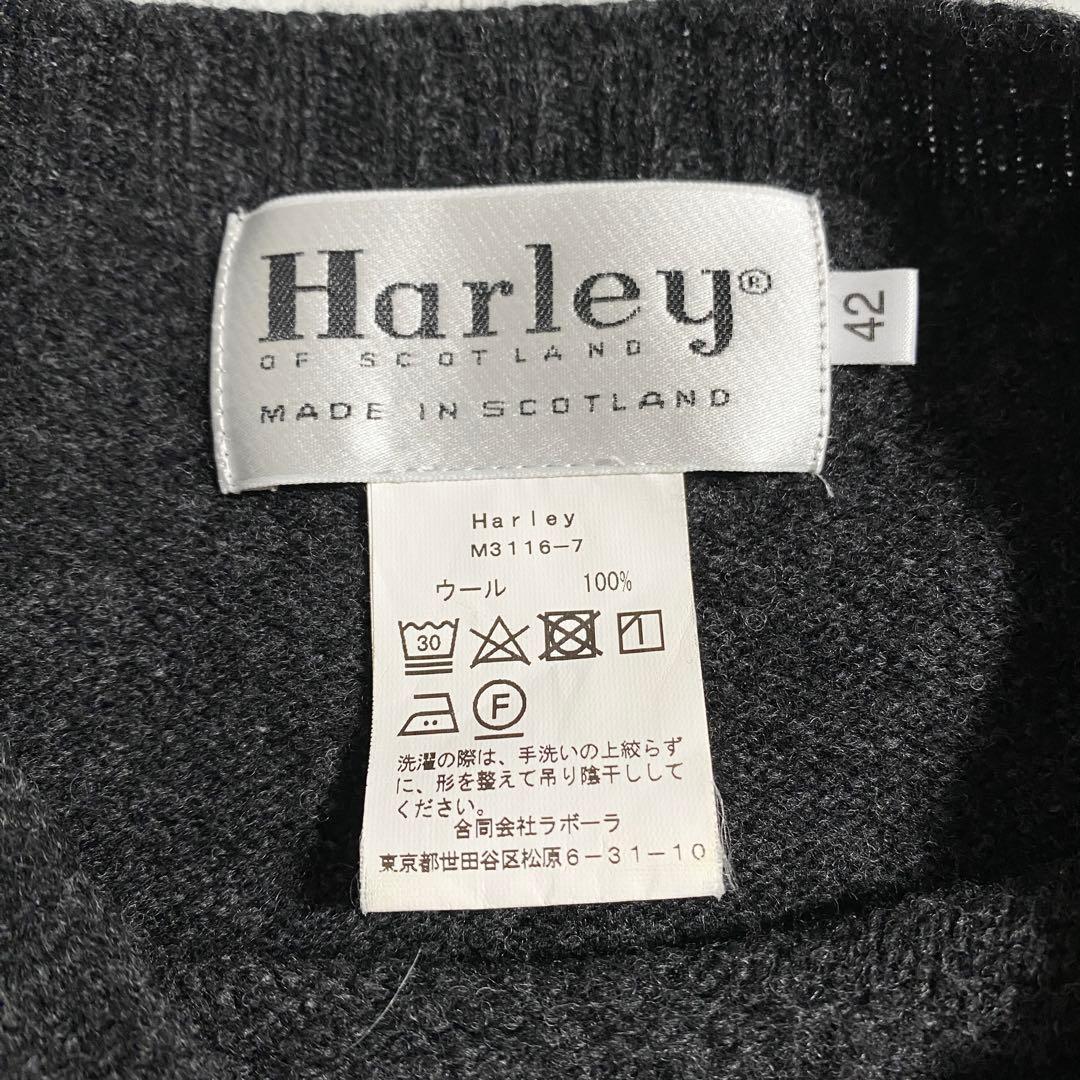 Harley®
OF SCOTLAND
MADE IN SCOTLAND
42
Harley
M3116-7
ウール 100%
30
F
洗濯の際は、手洗いの上絞らず
に、形を整えて吊り陰干しして
ください。
合同会社ラボーラ
東京都世田谷区松原6-31-10